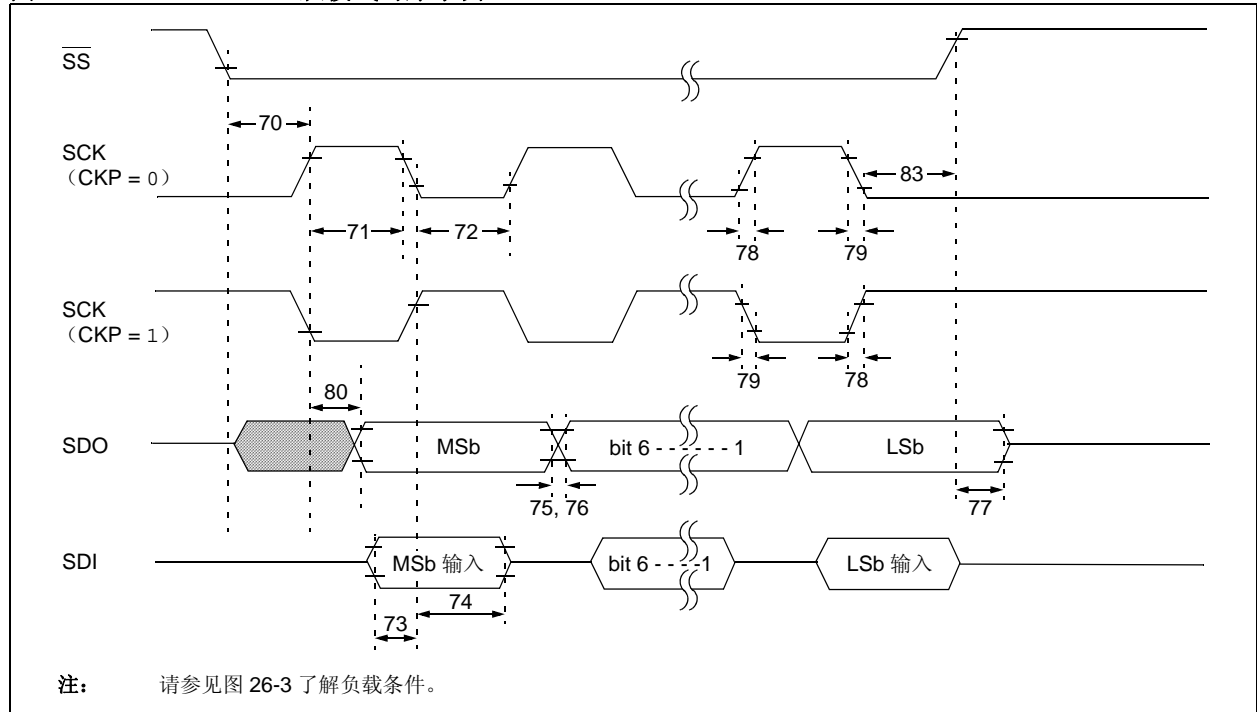 SS
70
SCK
（CKP = 0）
83
71
72
78
79
SCK
（CKP = 1）
79
78
80
SDO
MSb
bit 6 - - - - - - 1
LSb
75, 76
77
SDI
MSb 输入
bit 6 - - - -1
LSb 输入
74
73
注： 请参见图 26-3 了解负载条件。